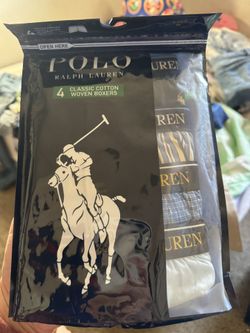 OPEN HERE
POLO
RALPH LAUREN
4 CLASSIC COTTON
WOVEN BOXERS
UREN
UREN
UREN
UREN